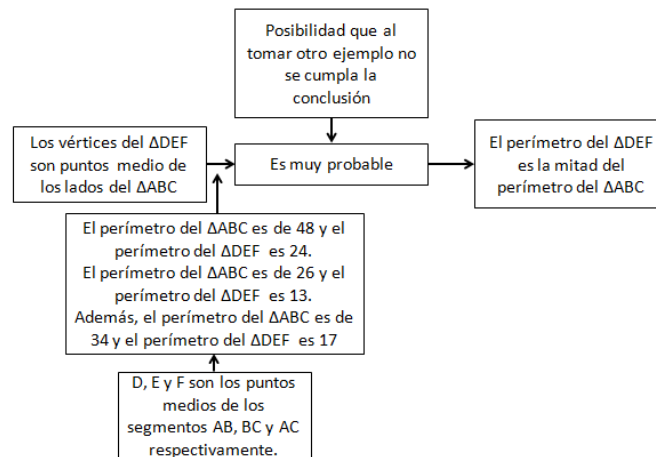 Posibilidad que al
tomar otro ejemplo no
se cumpla la
conclusión
Los vértices del ΔDEF
son puntos medio de
los lados del ΔABC
Es muy probable
El perímetro del ΔDEF
es la mitad del
perímetro del ΔABC
El perímetro del ΔABC es de 48 y el
perímetro del ΔDEF es 24.
El perímetro del ΔABC es de 26 y el
perímetro del ΔDEF es 13.
Además, el perímetro del ΔABC es de
34 y el perímetro del ΔDEF es 17
D, E y F son los puntos
medios de los
segmentos AB, BC y AC
respectivamente.